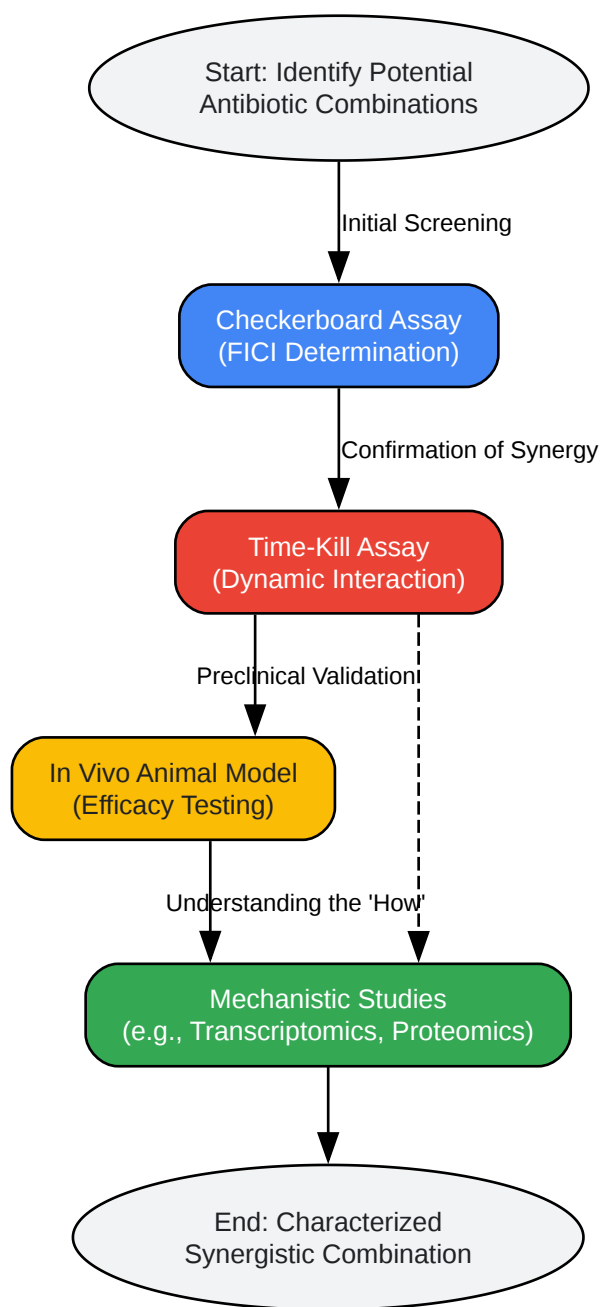 Start: Identify Potential
Antibiotic Combinations
Initial Screening
Checkerboard Assay
(FICI Determination)
Confirmation of Synergy
Time-Kill Assay
(Dynamic Interaction)
Preclinical Validation
In Vivo Animal Model
(Efficacy Testing)
Understanding the 'How'
Mechanistic Studies
(e.g., Transcriptomics, Proteomics)
End: Characterized
Synergistic Combination